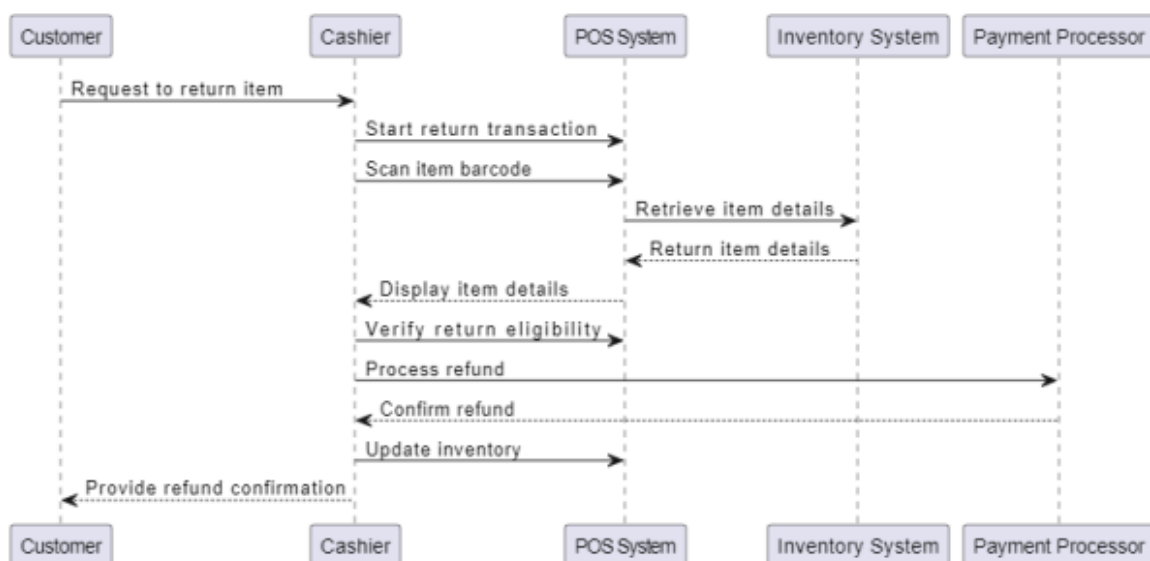 Customer
Cashier
POS System
Inventory System
Payment Processor
Request to return item
Start return transaction
Scan item barcode
Retrieve item details
Return item details
Display item details
Verify return eligibility
Process refund
Confirm refund
Update inventory
Provide refund confirmation
Customer
Cashier
POS System
Inventory System
Payment Processor